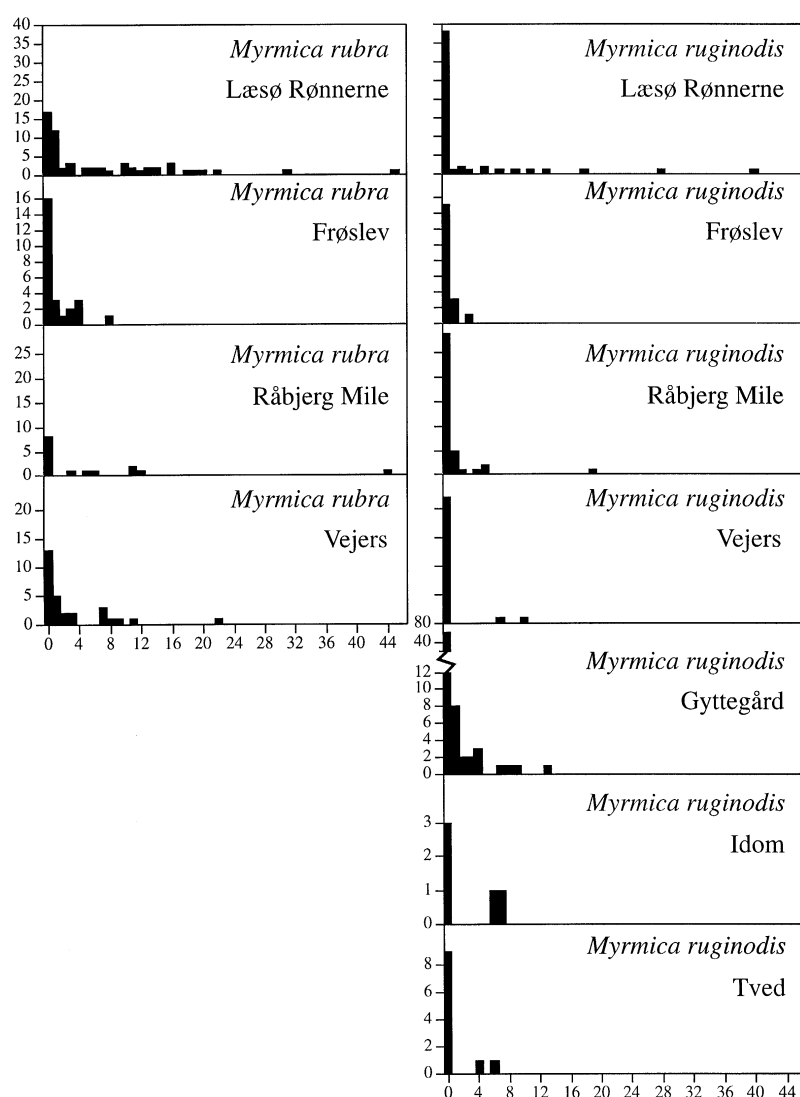 40
35
30
25
20
15
10
5
0
Myrmica rubra
Læsø Rønnerne
16
14
12
10
8
6
4
2
0
Myrmica rubra
Frøslev
25
20
15
10
5
0
Myrmica rubra
Råbjerg Mile
20
15
10
5
0
Myrmica rubra
Vejers
0 4 8 12 16 20 24 28 32 36 40 44
Myrmica ruginodis
Læsø Rønnerne
Myrmica ruginodis
Frøslev
Myrmica ruginodis
Råbjerg Mile
Myrmica ruginodis
Vejers
80
40
12
10
8
6
4
2
0
Myrmica ruginodis
Gyttegård
3
2
1
0
Myrmica ruginodis
Idom
8
6
4
2
0
Myrmica ruginodis
Tved
0 4 8 12 16 20 24 28 32 36 40 44